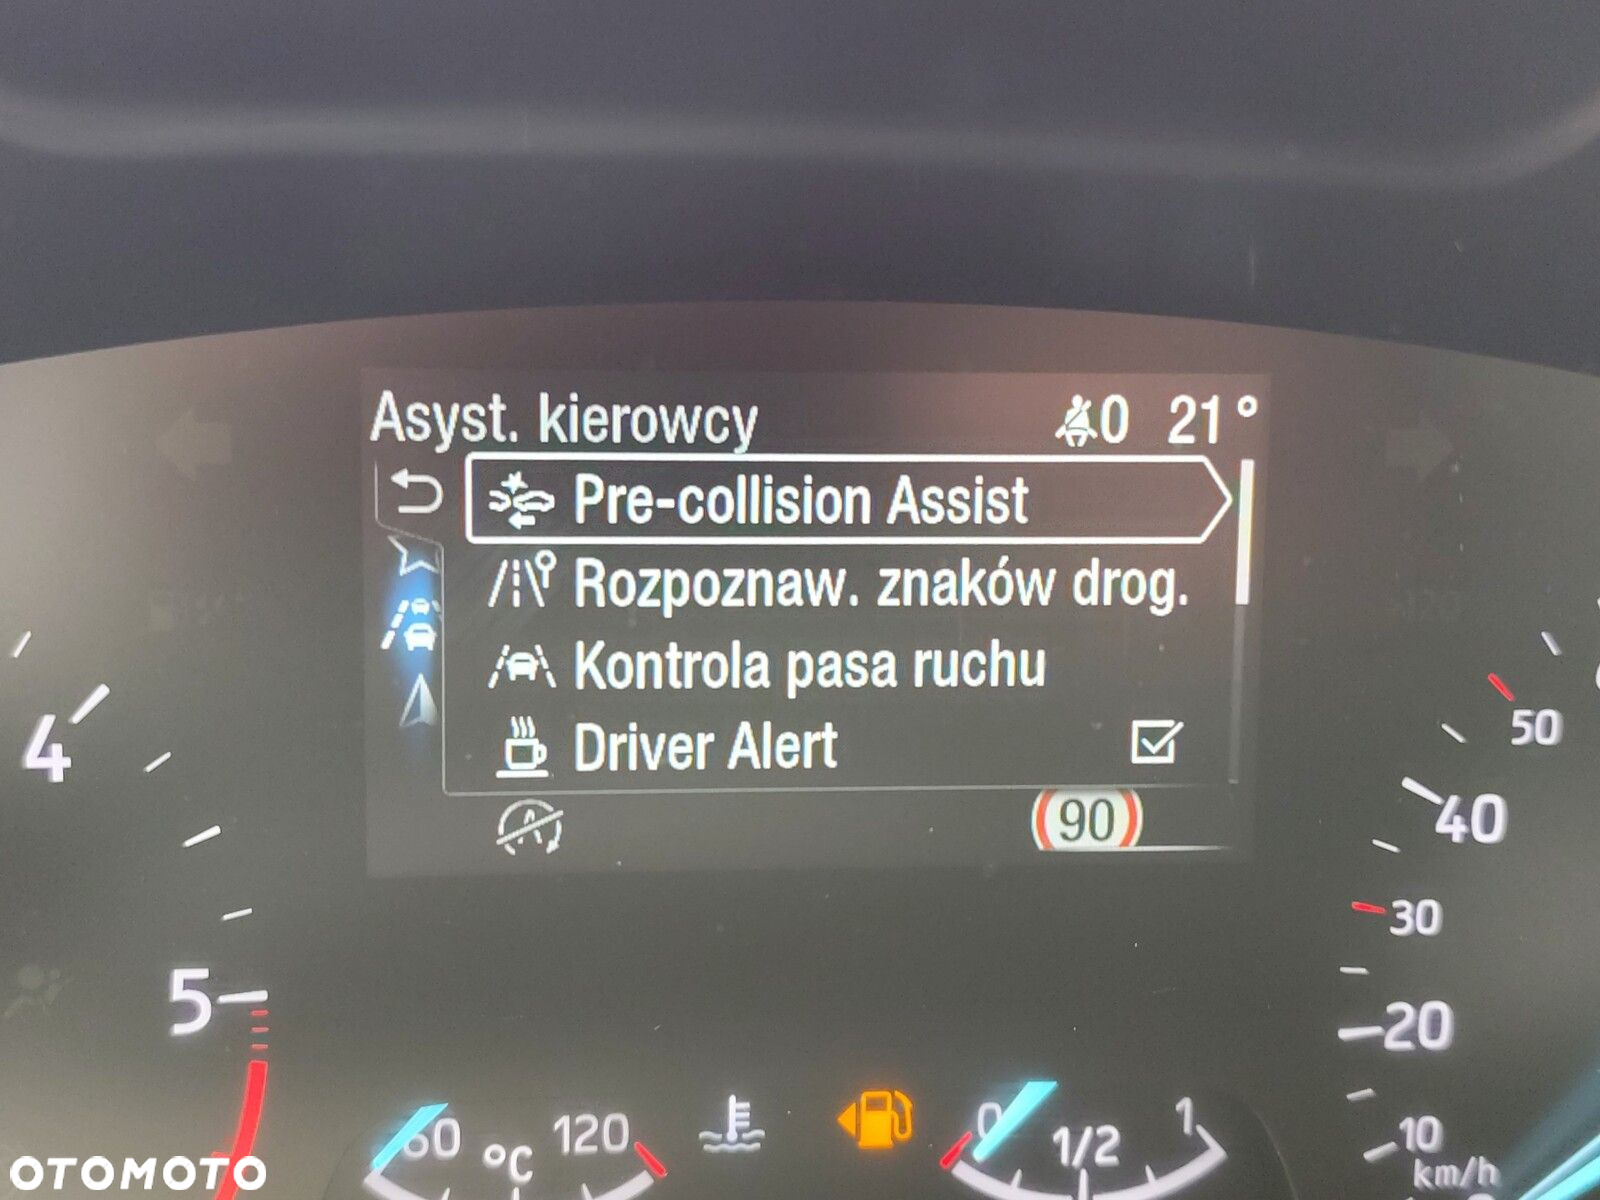 Asyst. kierowcy 0 21°
Pre-collision Assist
Rozpoznaw. znaków drog.
Kontrola pasa ruchu
Driver Alert
90
4
5
50
40
30
20
10
km/h
60 °C 120
0 1/2 1
OTOMOTO